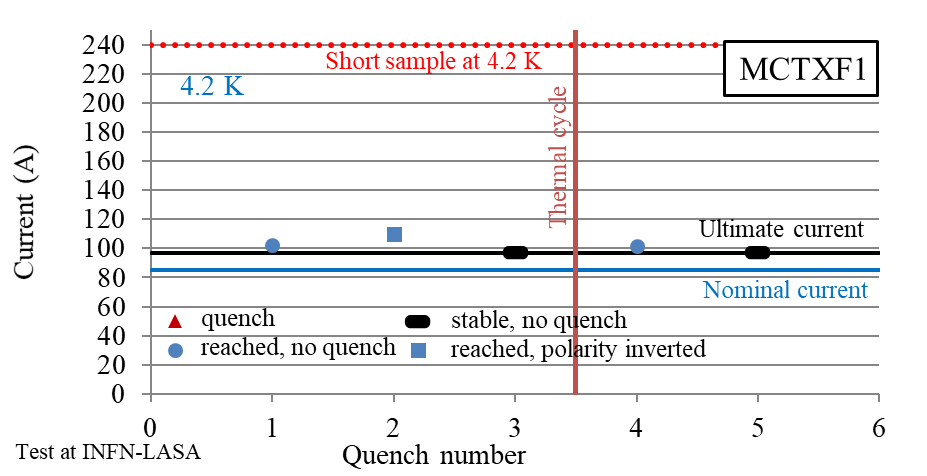 240
220
200
180
160
140
120
100
80
60
40
20
0
Current (A)
Short sample at 4.2 K
4.2 K
MCTXF1
Thermal cycle
Ultimate current
Nominal current
quench
stable, no quench
reached, no quench
reached, polarity inverted
0 1 2 3 4 5 6
Test at INFN-LASA
Quench number